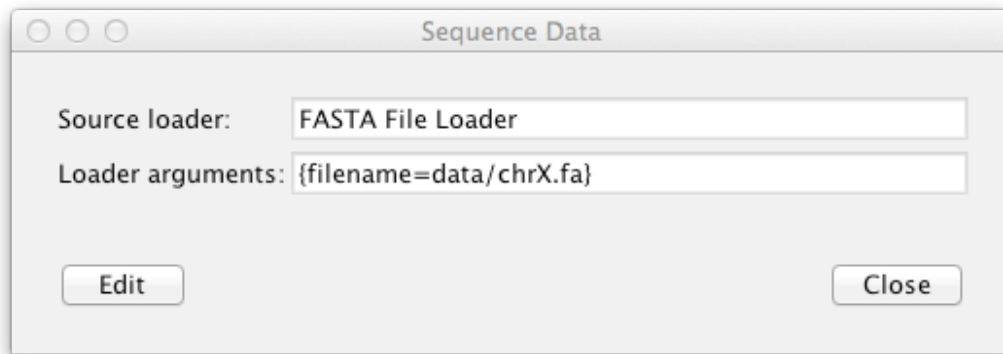 Sequence Data
Source loader: FASTA File Loader
Loader arguments: {filename=data/chrX.fa}
Edit Close